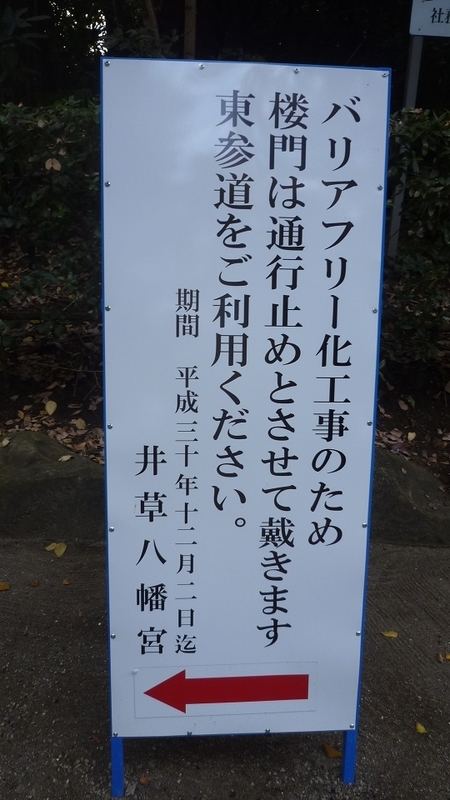 バリアフリー化工事のため
楼門は通行止めとさせて戴きます
東参道をご利用ください。
期間　平成三十年十二月二日迄
井草八幡宮